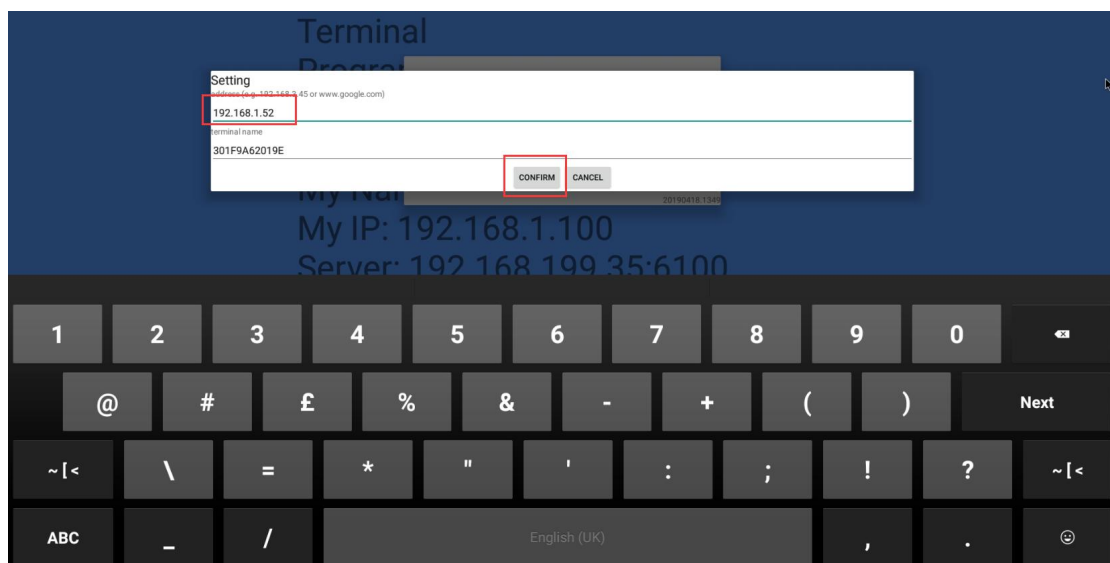 Terminal
Setting
address (e.g. 192.168.3.45 or www.google.com)
192.168.1.52
terminal name
301F9A62019E
CONFIRM CANCEL
20190418.1349
My IP: 192.168.1.100
Server: 192.168.199.35:6100
1 2 3 4 5 6 7 8 9 0
@ # £ % & - + ( ) Next
~ [ < \ = * " ' : ; ! ? ~ [ <
ABC _ / English (UK) , .